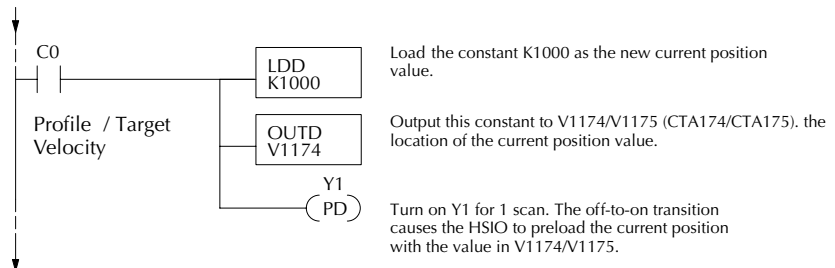 C0
LDD
K1000
Load the constant K1000 as the new current position
value.
Profile / Target
Velocity
OUTD
V1174
Output this constant to V1174/V1175 (CTA174/CTA175). the
location of the current position value.
Y1
PD
Turn on Y1 for 1 scan. The off-to-on transition
causes the HSIO to preload the current position
with the value in V1174/V1175.